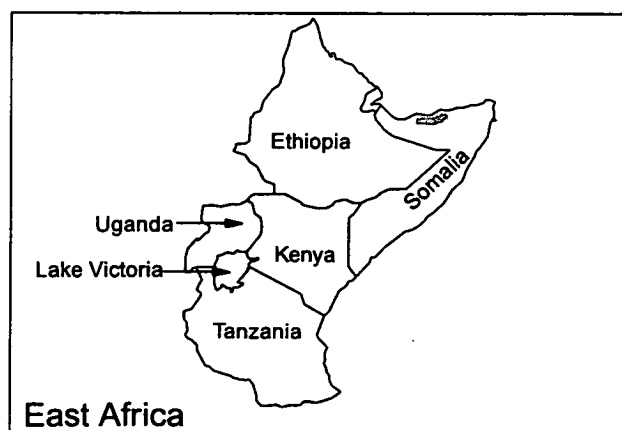 Ethiopia
Somalia
Uganda
Kenya
Lake Victoria
Tanzania
East Africa